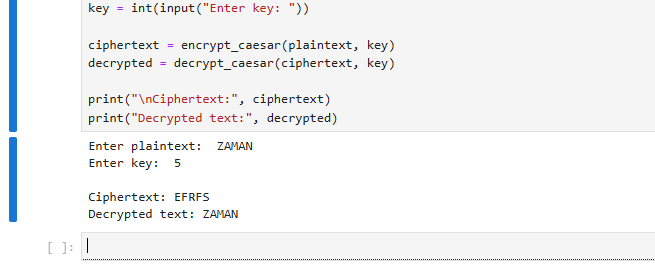 key = int(input("Enter key: "))
ciphertext = encrypt_caesar(plaintext, key)
decrypted = decrypt_caesar(ciphertext, key)
print("\nCiphertext:", ciphertext)
print("Decrypted text:", decrypted)
Enter plaintext:  ZAMAN
Enter key:  5
Ciphertext: EFRFS
Decrypted text: ZAMAN
[ ]: